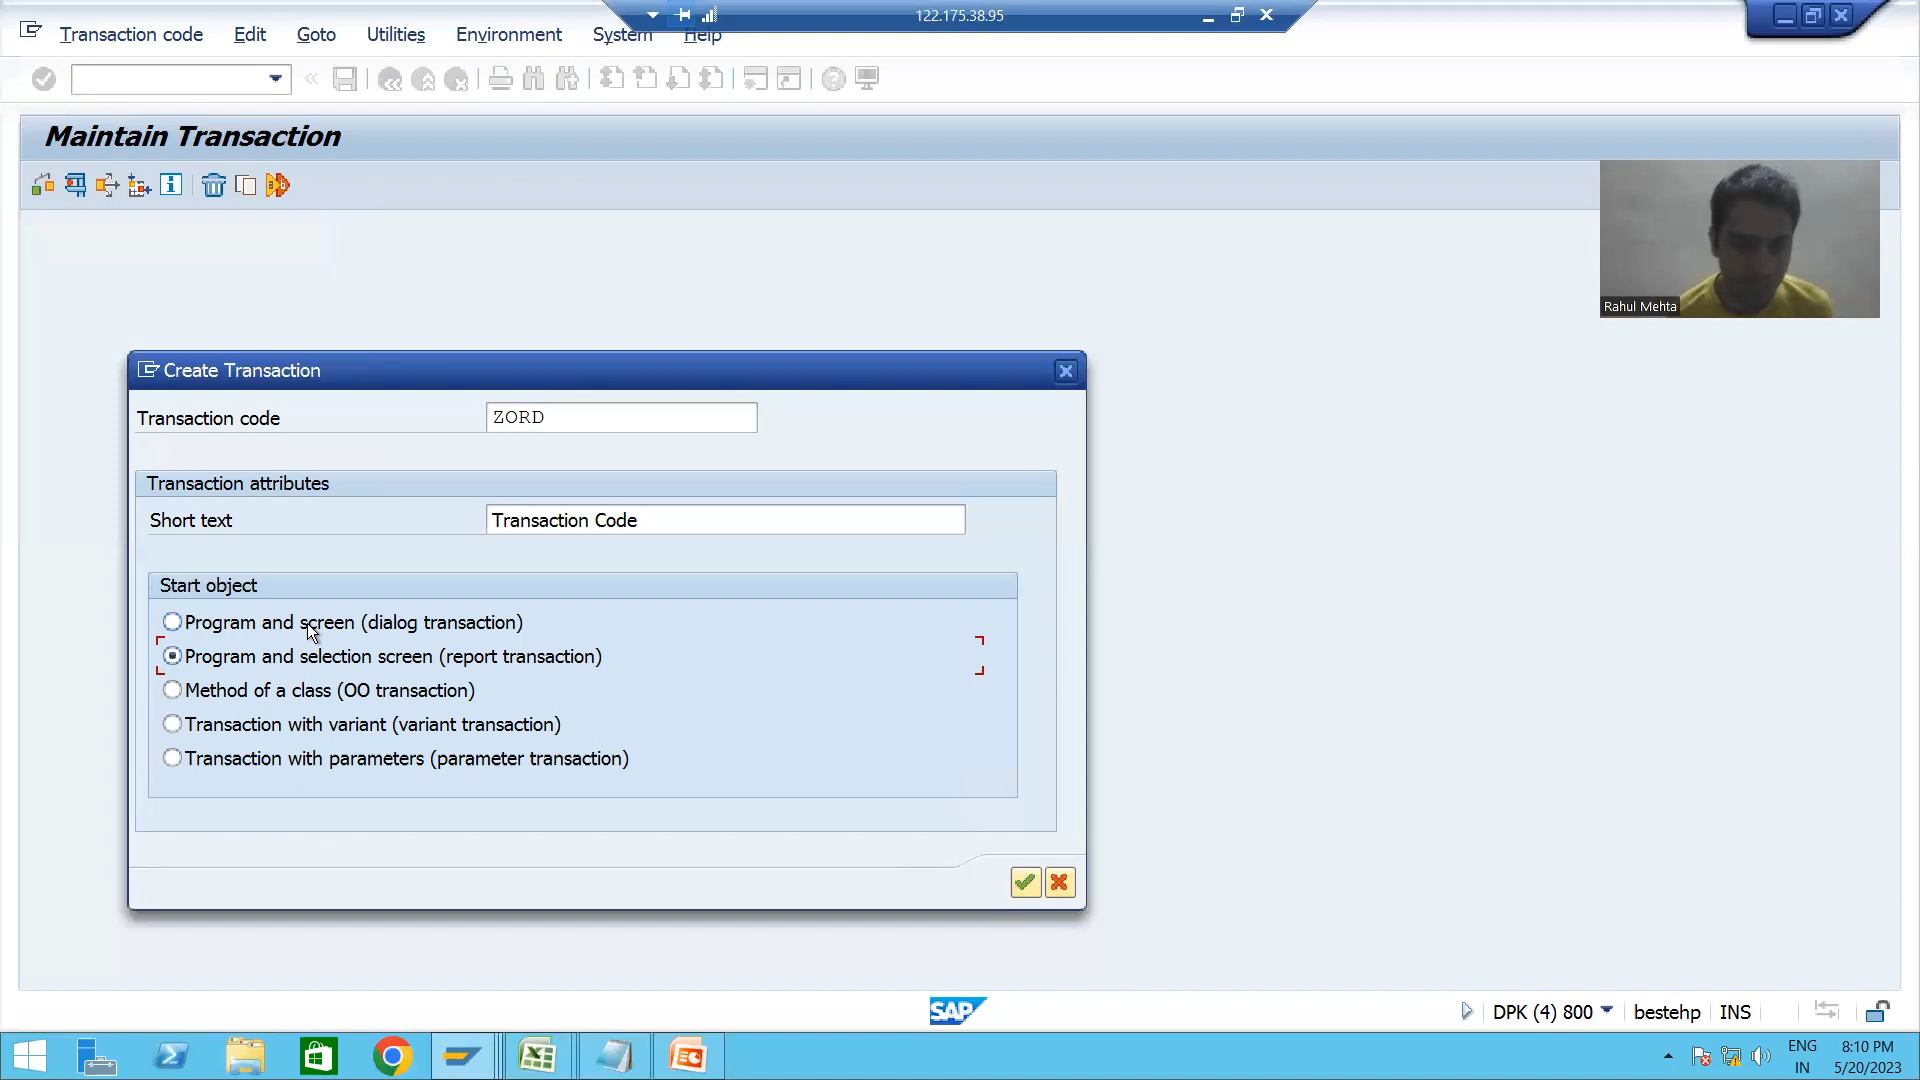 122.175.38.95
Transaction code Edit Goto Utilities Environment System Help
Maintain Transaction
Rahul Mehta
Create Transaction
Transaction code ZORD
Transaction attributes
Short text Transaction Code
Start object
Program and screen (dialog transaction)
Program and selection screen (report transaction)
Method of a class (OO transaction)
Transaction with variant (variant transaction)
Transaction with parameters (parameter transaction)
SAP DPK (4) 800 bestehp INS
ENG 8:10 PM
IN 5/20/2023